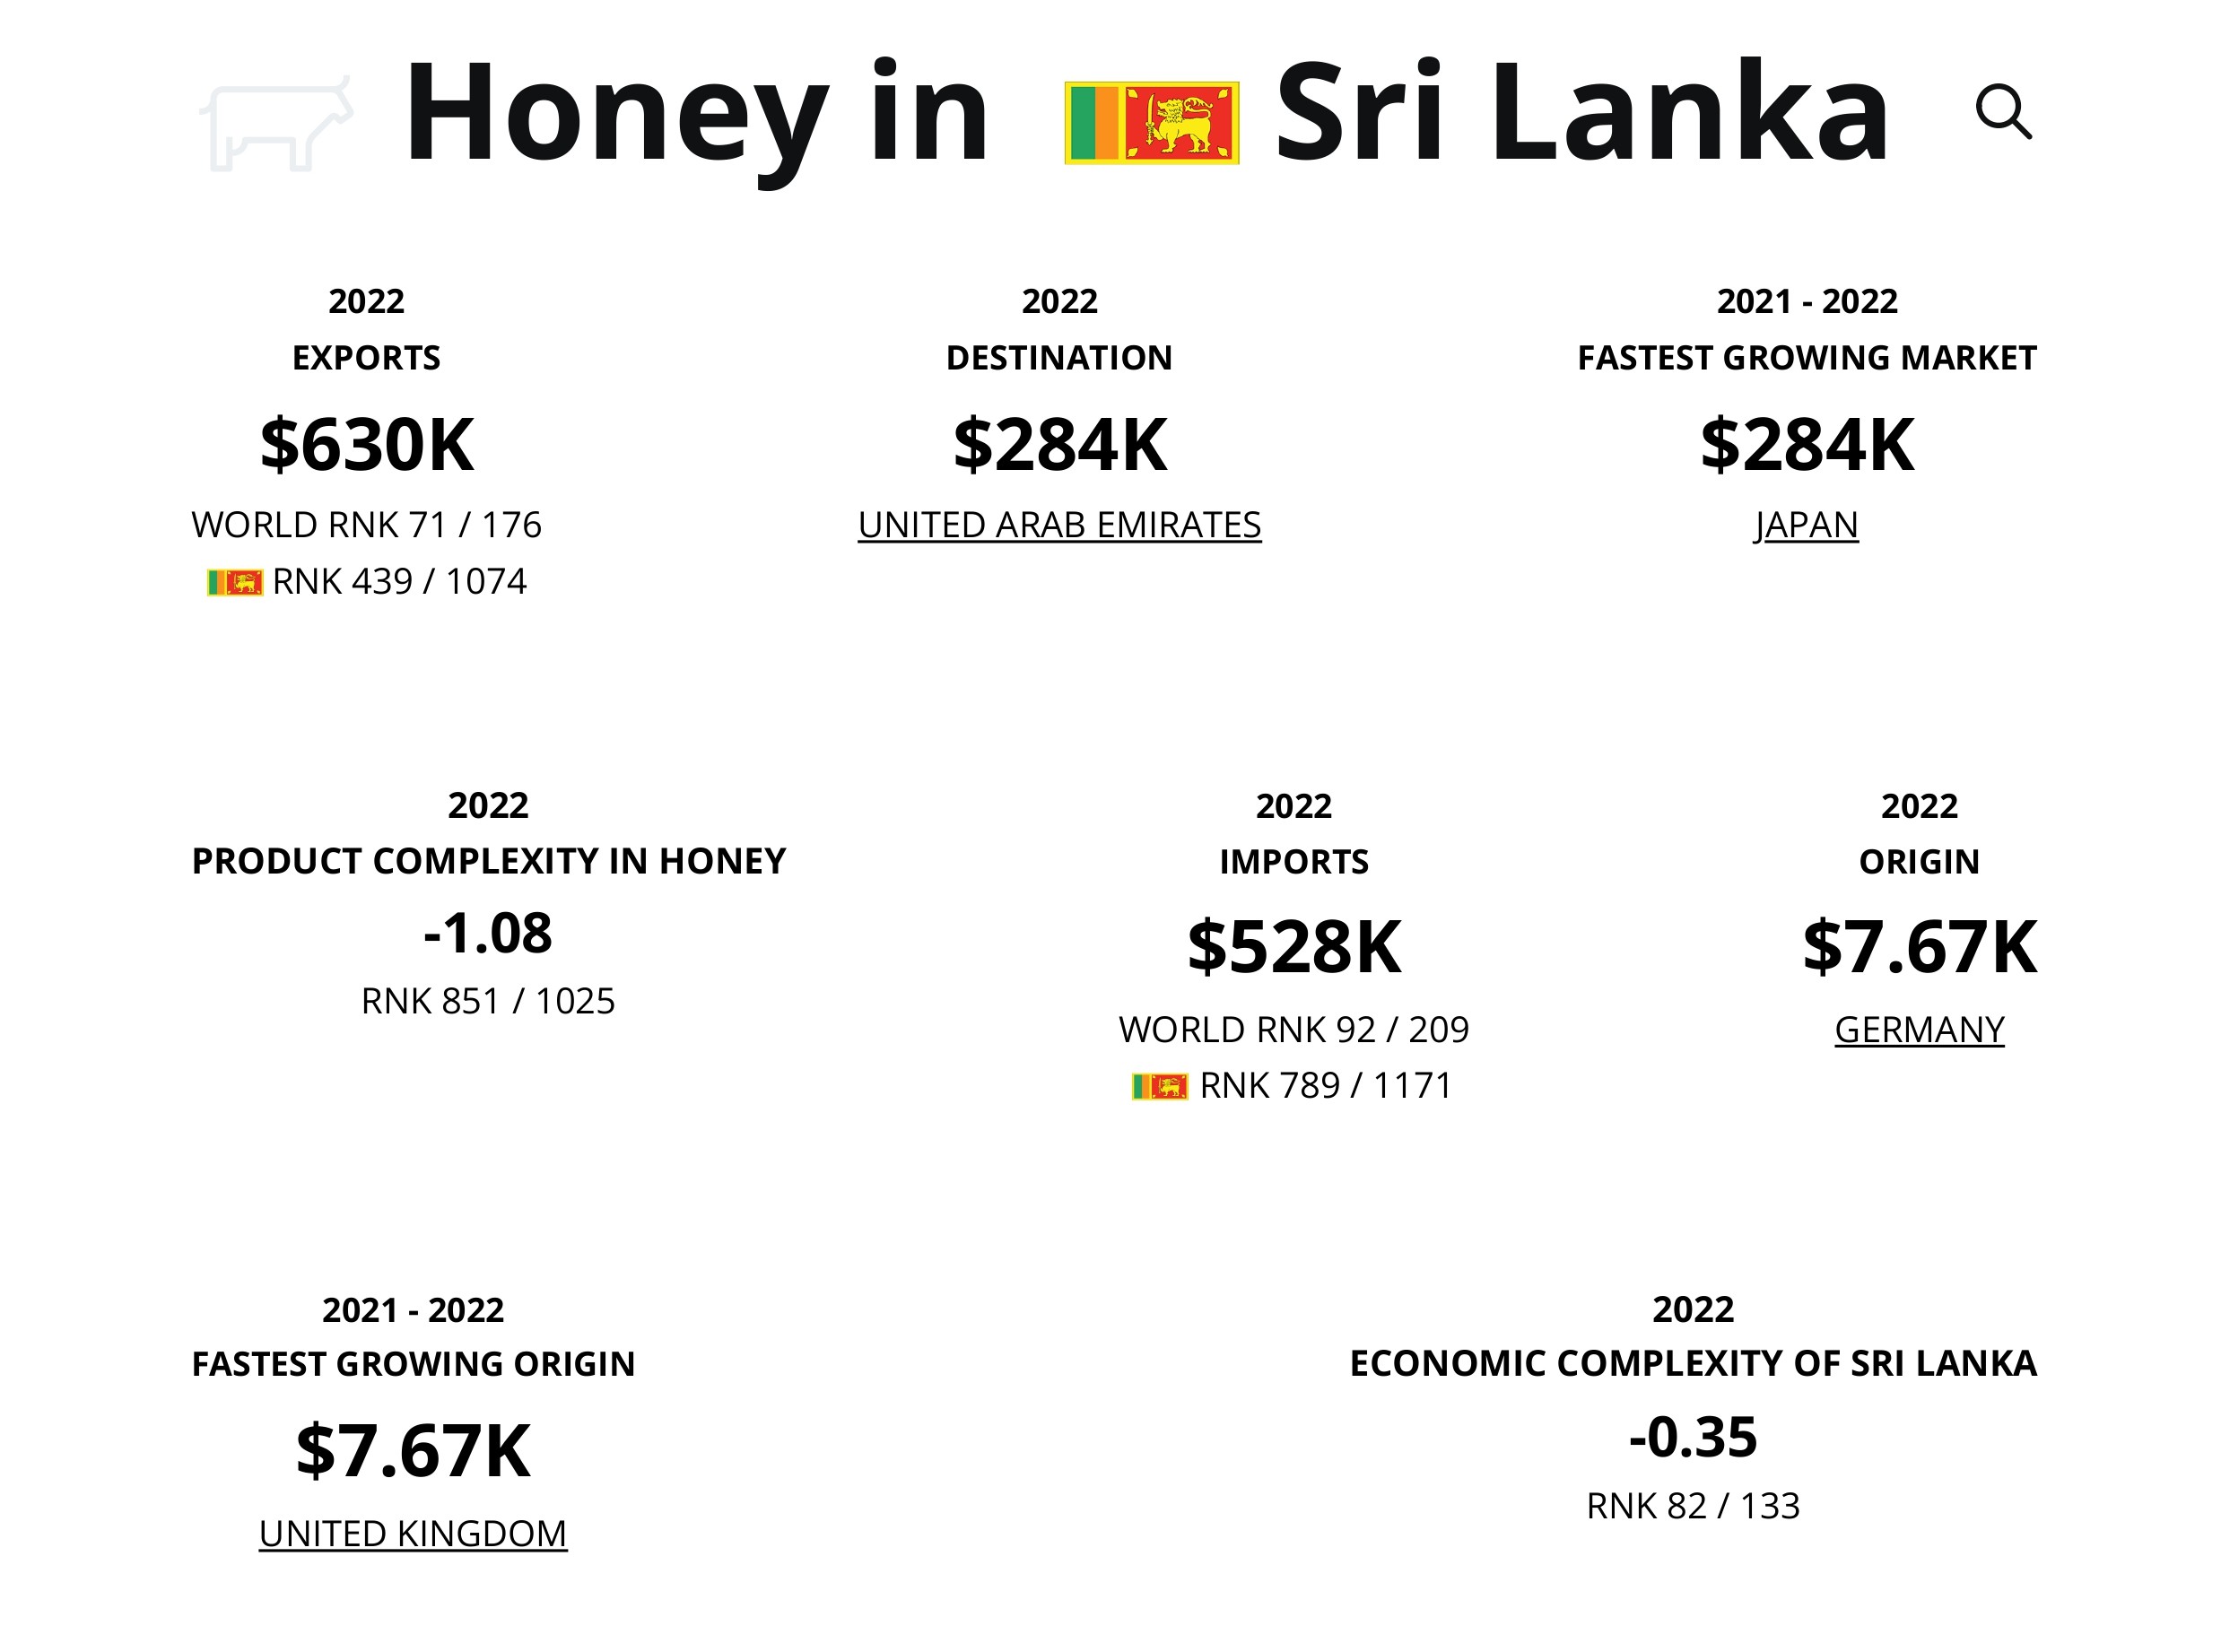 Honey in Sri Lanka
2022
EXPORTS
$630K
WORLD RNK 71 / 176
RNK 439 / 1074
2022
DESTINATION
$284K
UNITED ARAB EMIRATES
2021 - 2022
FASTEST GROWING MARKET
$284K
JAPAN
2022
PRODUCT COMPLEXITY IN HONEY
-1.08
RNK 851 / 1025
2022
IMPORTS
$528K
WORLD RNK 92 / 209
RNK 789 / 1171
2022
ORIGIN
$7.67K
GERMANY
2021 - 2022
FASTEST GROWING ORIGIN
$7.67K
UNITED KINGDOM
2022
ECONOMIC COMPLEXITY OF SRI LANKA
-0.35
RNK 82 / 133